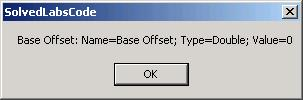 SolvedLabsCode
Base Offset: Name=Base Offset; Type=Double; Value=0
OK